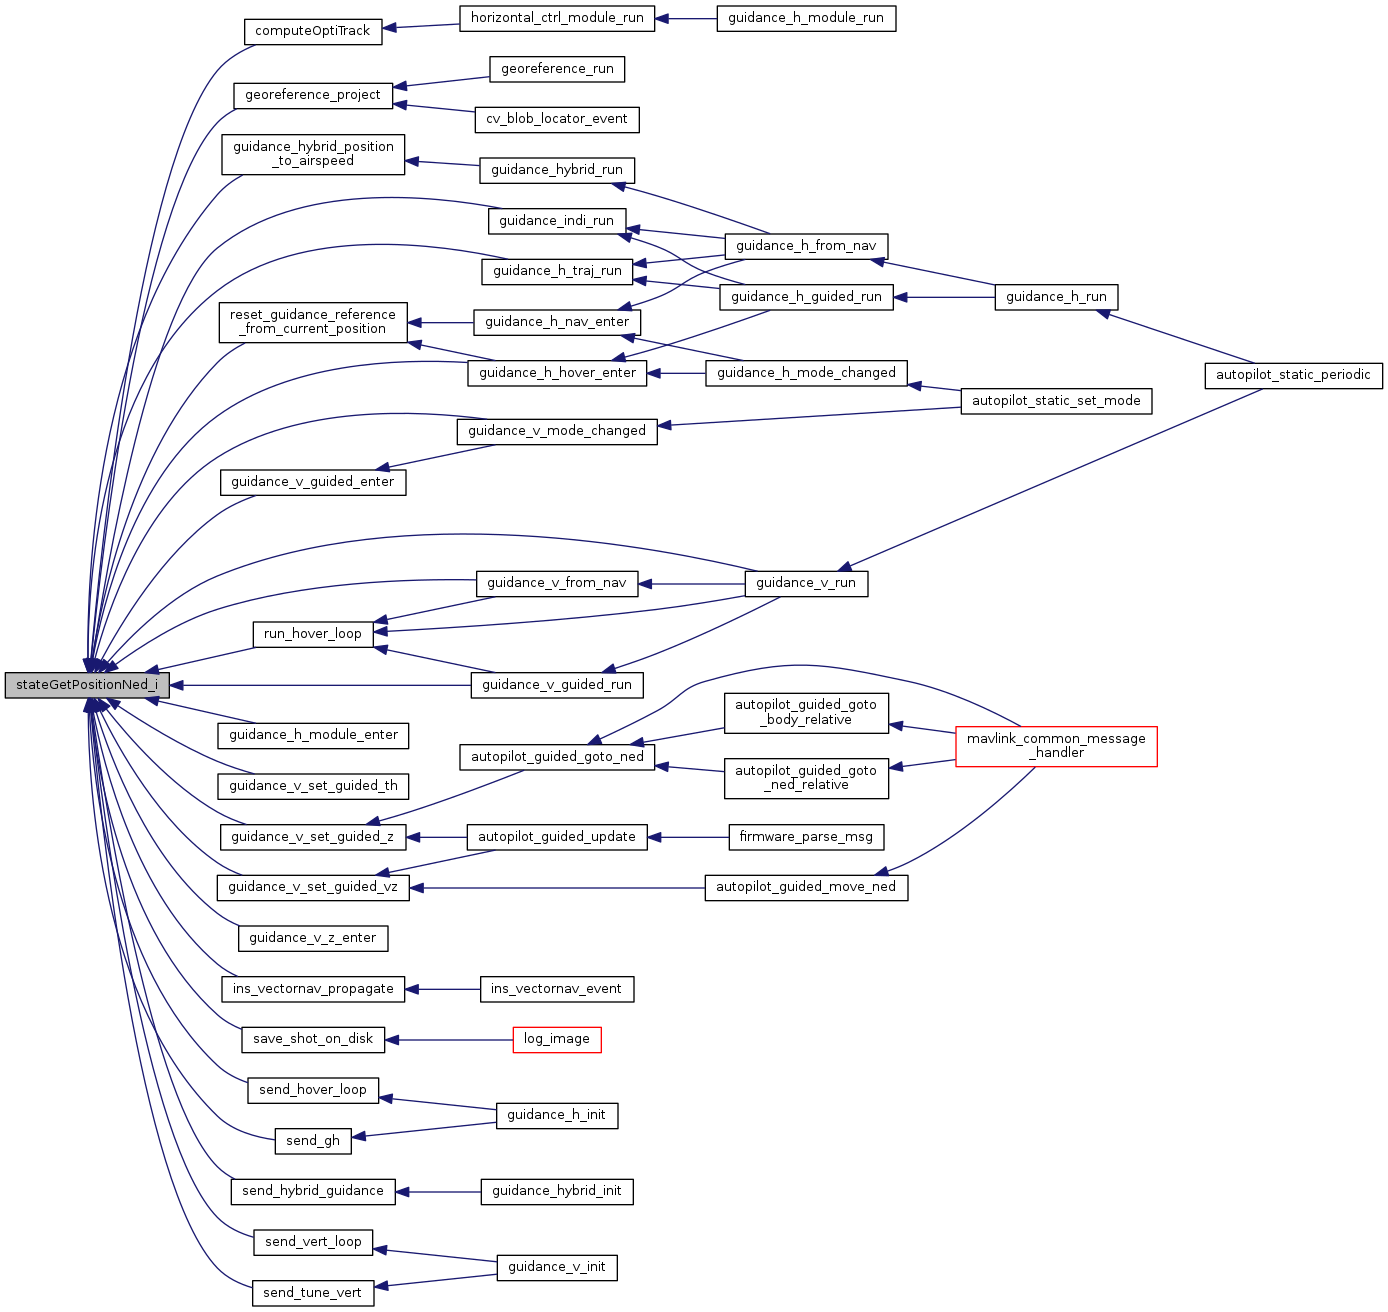 horizontal_ctrl_module_run
guidance_h_module_run
computeOptiTrack
georeference_run
georeference_project
cv_blob_locator_event
guidance_hybrid_position
_to_airspeed
guidance_hybrid_run
guidance_indi_run
guidance_h_from_nav
guidance_h_traj_run
guidance_h_guided_run
guidance_h_run
reset_guidance_reference
_from_current_position
guidance_h_nav_enter
guidance_h_hover_enter
guidance_h_mode_changed
autopilot_static_periodic
autopilot_static_set_mode
guidance_v_mode_changed
guidance_v_guided_enter
guidance_v_from_nav
guidance_v_run
run_hover_loop
stateGetPositionNed_i
guidance_v_guided_run
autopilot_guided_goto
_body_relative
guidance_h_module_enter
mavlink_common_message
_handler
autopilot_guided_goto_ned
autopilot_guided_goto
_ned_relative
guidance_v_set_guided_th
guidance_v_set_guided_z
autopilot_guided_update
firmware_parse_msg
guidance_v_set_guided_vz
autopilot_guided_move_ned
guidance_v_z_enter
ins_vectornav_propagate
ins_vectornav_event
save_shot_on_disk
log_image
send_hover_loop
guidance_h_init
send_gh
send_hybrid_guidance
guidance_hybrid_init
send_vert_loop
guidance_v_init
send_tune_vert